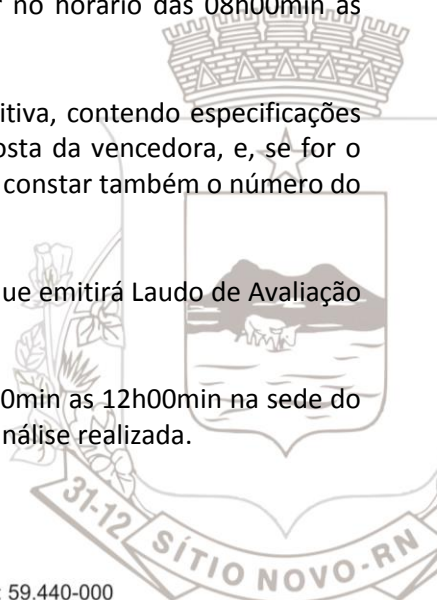 no horário das 08h00min às
itiva, contendo especificações
osta da vencedora, e, se for o
constar também o número do
ue emitirá Laudo de Avaliação
0min as 12h00min na sede do
nálise realizada.
31-12 SÍTIO NOVO-RN
: 59.440-000